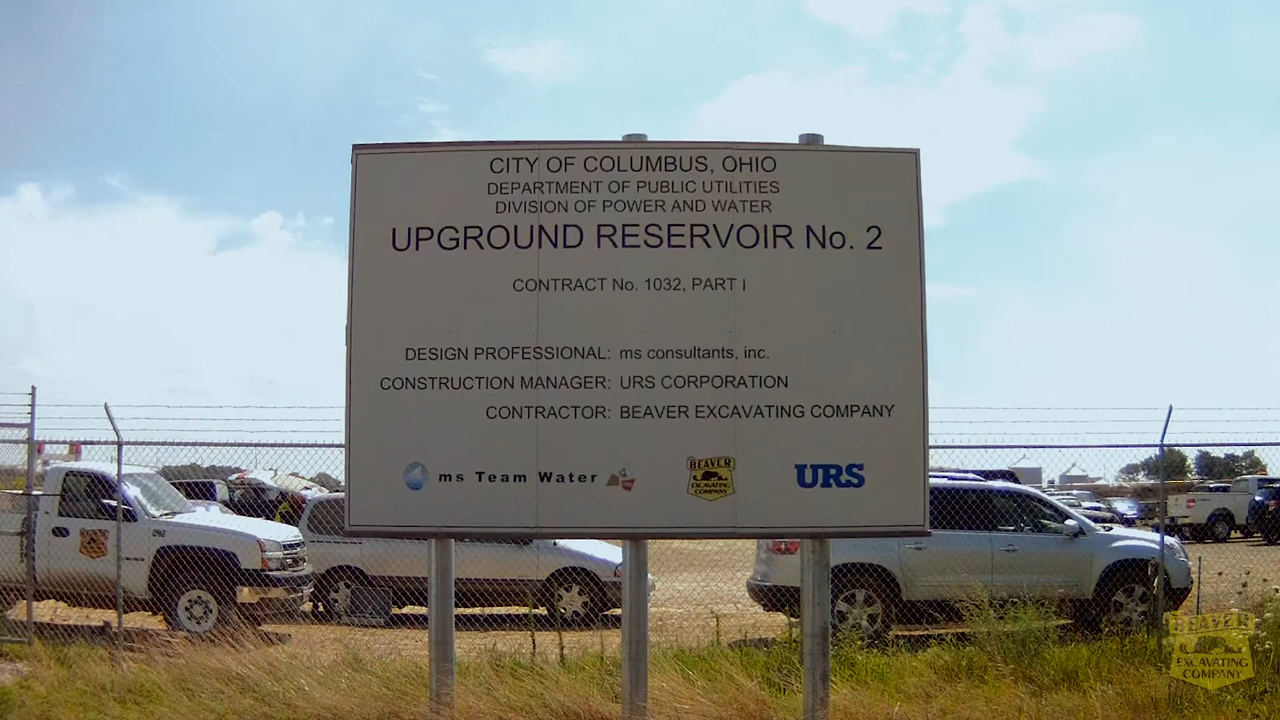 CITY OF COLUMBUS, OHIO
DEPARTMENT OF PUBLIC UTILITIES
DIVISION OF POWER AND WATER
UPGROUND RESERVOIR No. 2
CONTRACT No. 1032, PART I
DESIGN PROFESSIONAL: ms consultants, inc.
CONSTRUCTION MANAGER: URS CORPORATION
CONTRACTOR: BEAVER EXCAVATING COMPANY
ms Team Water
BEAVER
EXCAVATING
COMPANY
URS
BEAVER
EXCAVATING
COMPANY